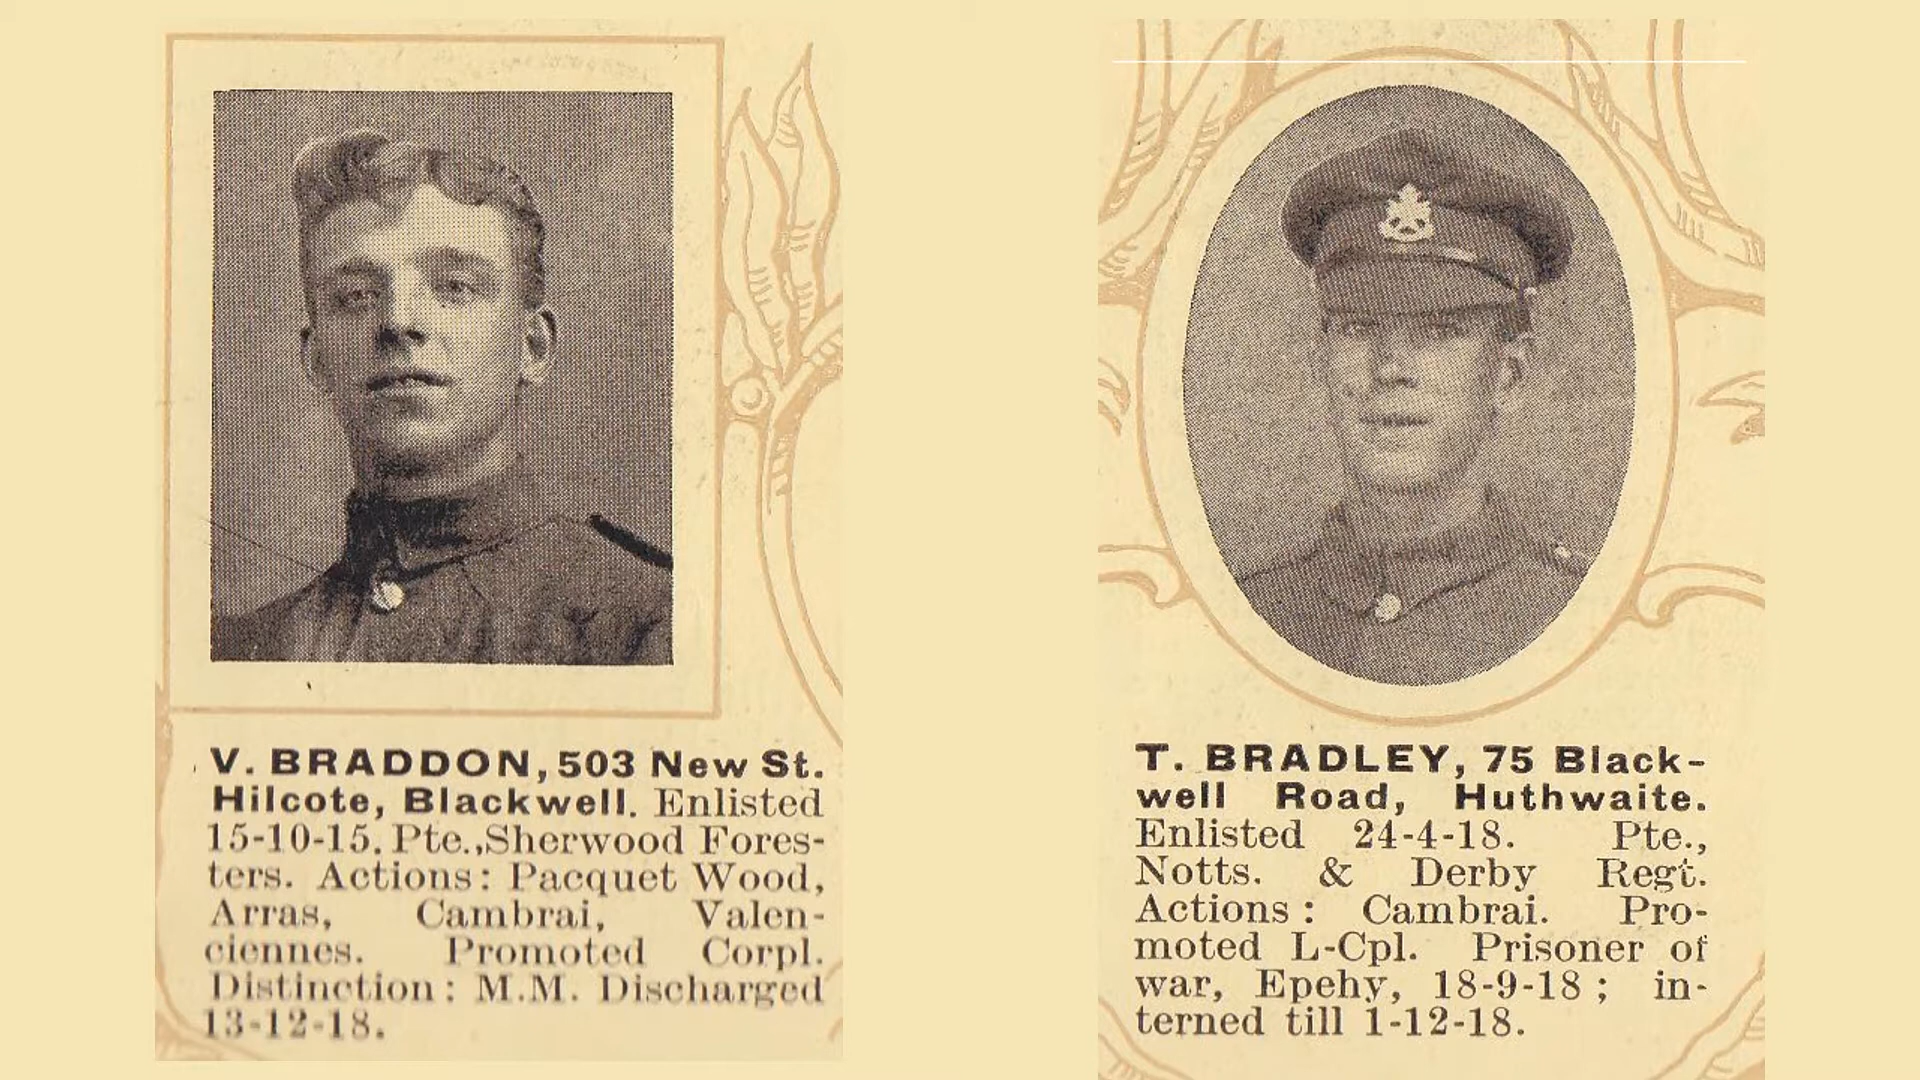 V. BRADDON, 503 New St.
Hilcote, Blackwell. Enlisted
15-10-15. Pte., Sherwood Fores-
ters. Actions: Pacquet Wood,
Arras, Cambrai, Valen-
ciennes. Promoted Corpl.
Distinction: M.M. Discharged
13-12-18.
T. BRADLEY, 75 Black-
well Road, Huthwaite.
Enlisted 24-4-18. Pte.,
Notts. & Derby Regt.
Actions: Cambrai. Pro-
moted L-Cpl. Prisoner of
war, Epehy, 18-9-18; in-
terned till 1-12-18.